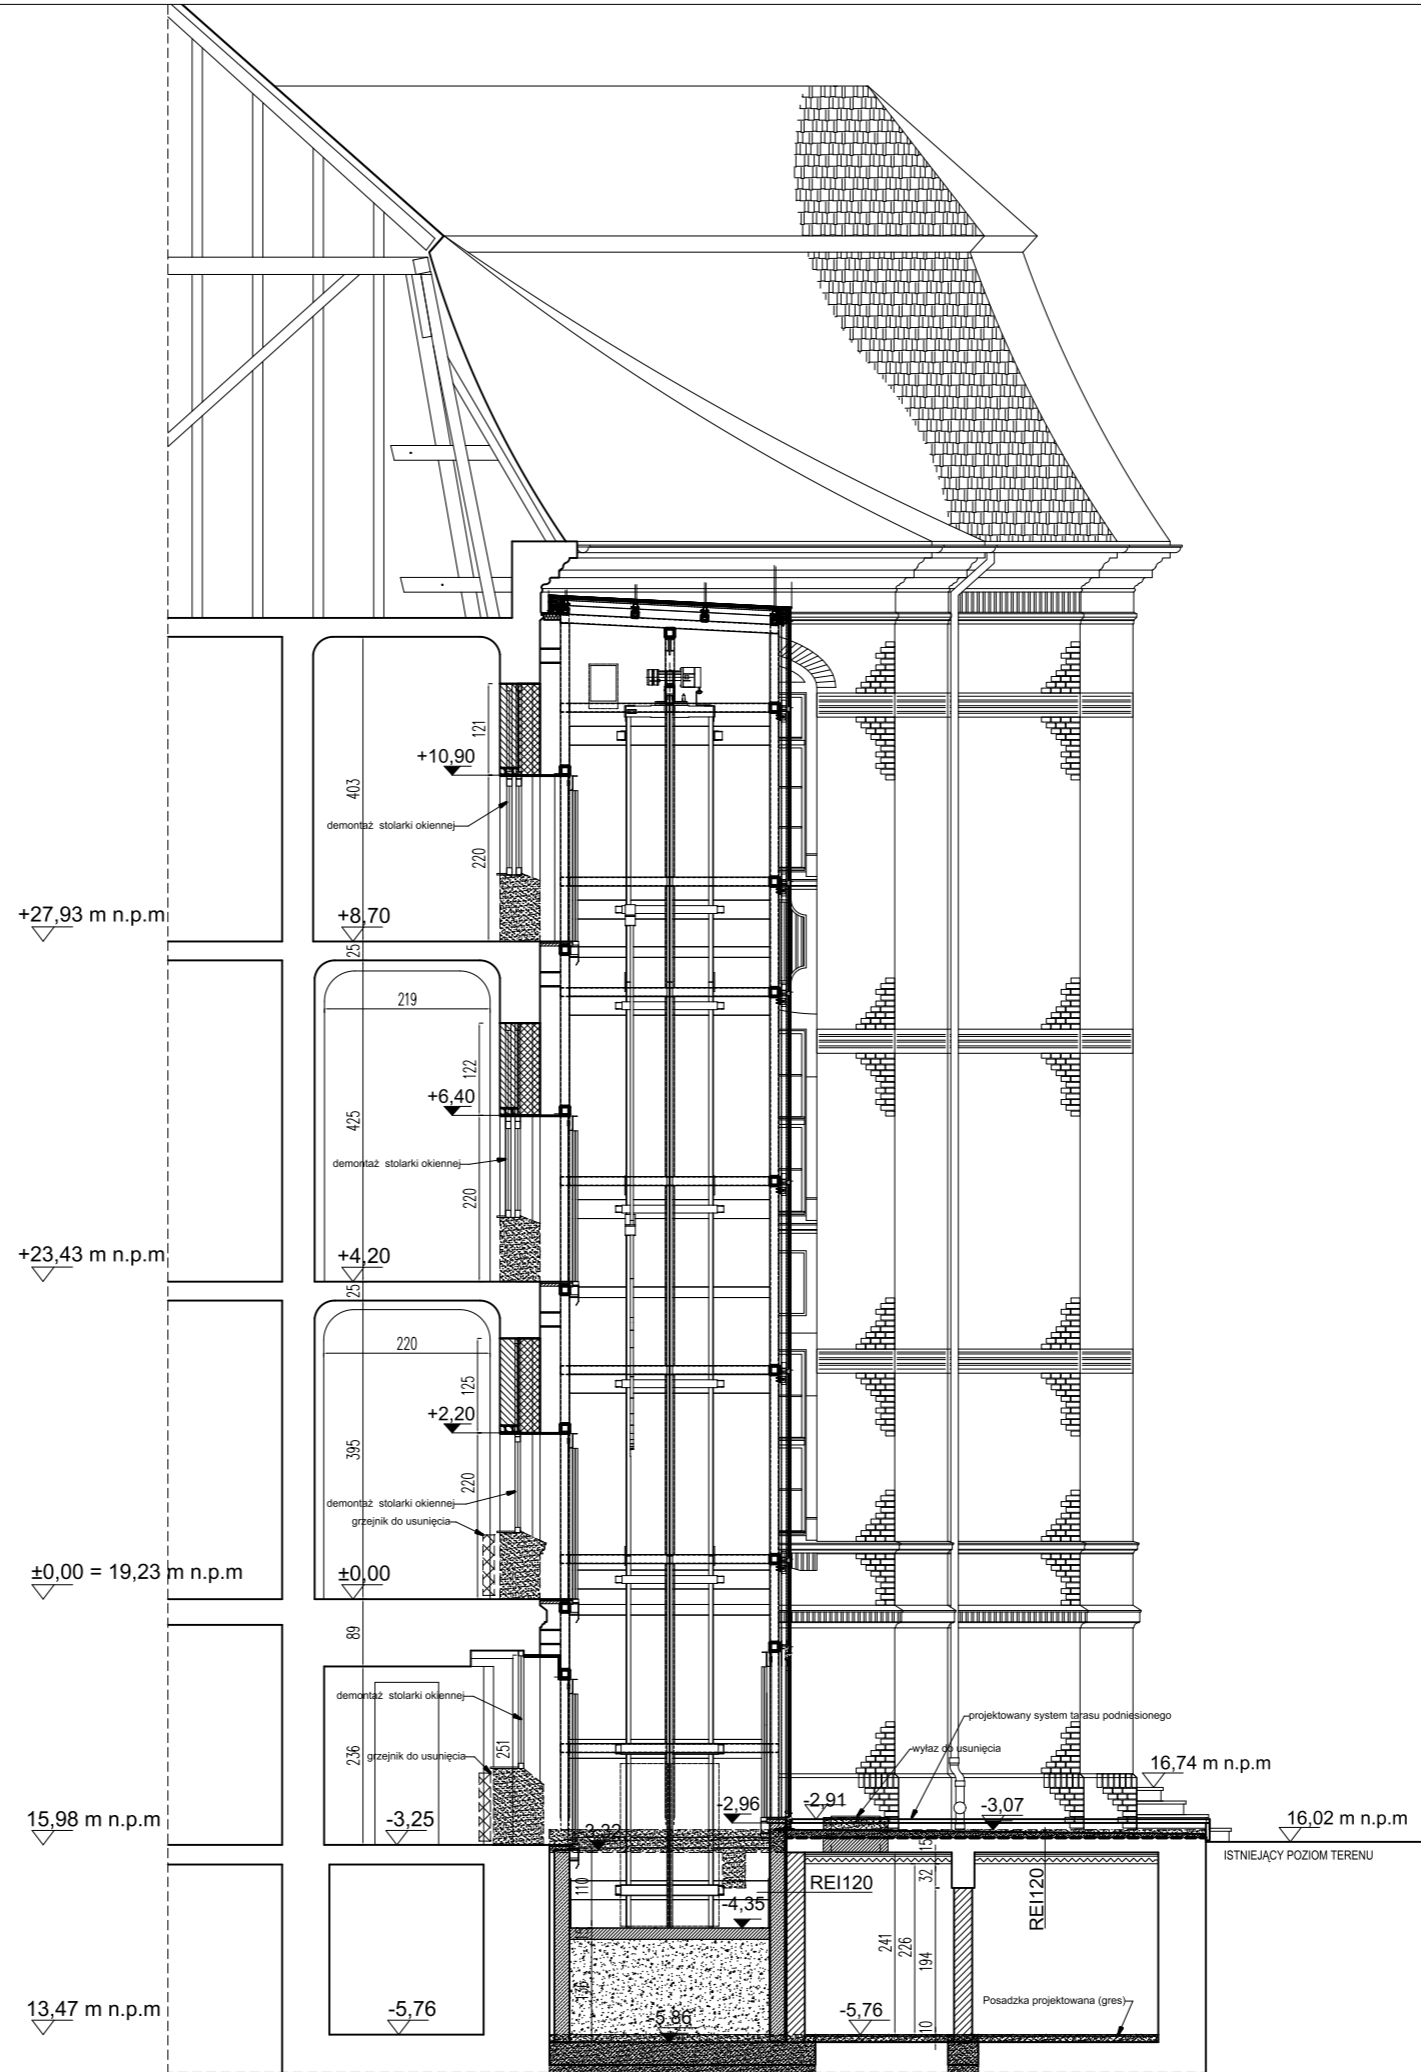 121
+10,90
403
demontaż stolarki okiennej
220
+27,93 m n.p.m
+8,70
25
219
122
+6,40
425
demontaż stolarki okiennej
220
+23,43 m n.p.m
+4,20
25
220
125
+2,20
395
220
demontaż stolarki okiennej
grzejnik do usunięcia
±0,00 = 19,23 m n.p.m
±0,00
89
demontaż stolarki okiennej
projektowany system tarasu podniesionego
236
grzejnik do usunięcia
251
wyłaz do usunięcia
16,74 m n.p.m
15,98 m n.p.m
-3,25
-2,96
-2,91
-3,07
16,02 m n.p.m
ISTNIEJĄCY POZIOM TERENU
-3,32
15
32
110
REI120
REI120
-4,35
15
241
226
194
136
Posadzka projektowana (gres)
13,47 m n.p.m
-5,76
-5,86
-5,76
10